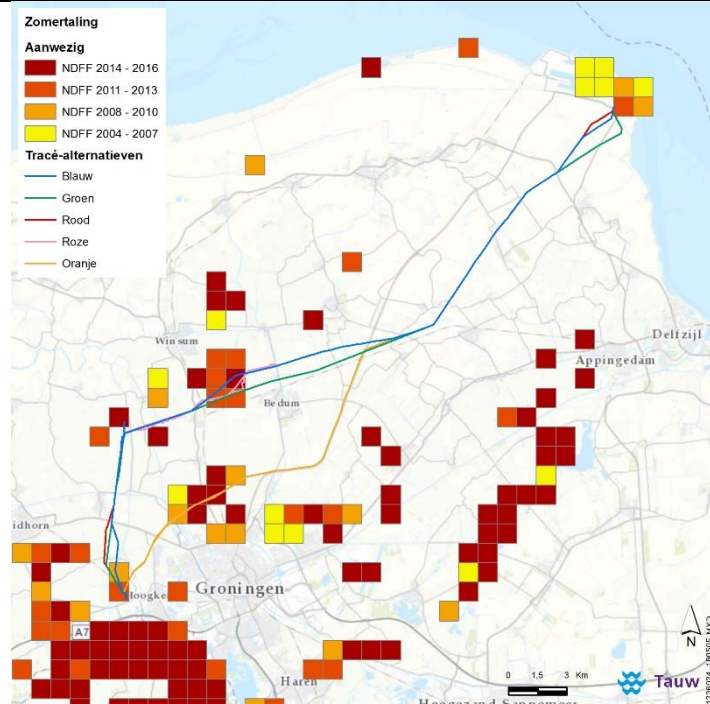 Zomertaling
Aanwezig
NDFF 2014 - 2016
NDFF 2011 - 2013
NDFF 2008 - 2010
NDFF 2004 - 2007
Tracé-alternatieven
Blauw
Groen
Rood
Roze
Oranje
Winsum
Delfzijl
Appingedam
Bedum
idhorn
Hoogke
Groningen
A7
Haren
N
0 1,5 3 Km
Tauw